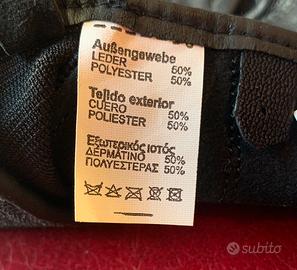 Außengewebe
LEDER 50%
POLYESTER 50%
Tejido exterior
CUERO 50%
POLIESTER 50%
Εξωτερικός ιστός
ΔΕΡΜΑΤΙΝΟ 50%
ΠΟΛΥΕΣΤΕΡΑΣ 50%
subito